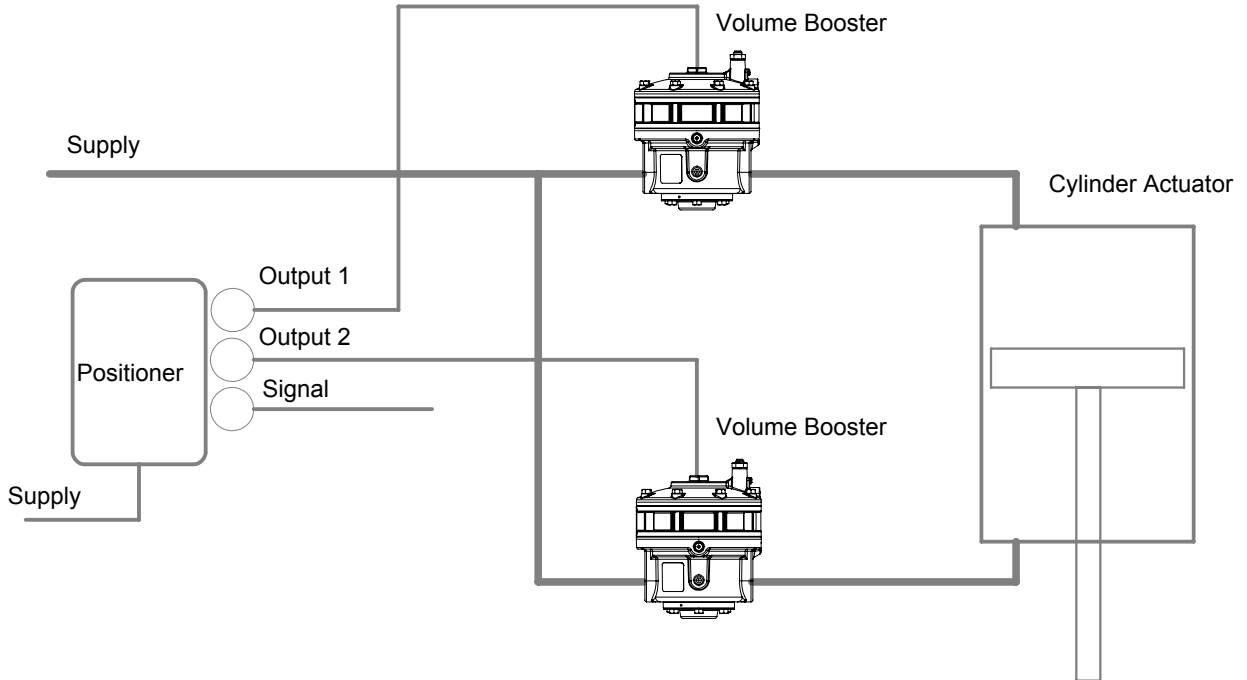 Volume Booster
Supply
Cylinder Actuator
Output 1
Output 2
Positioner
Signal
Volume Booster
Supply